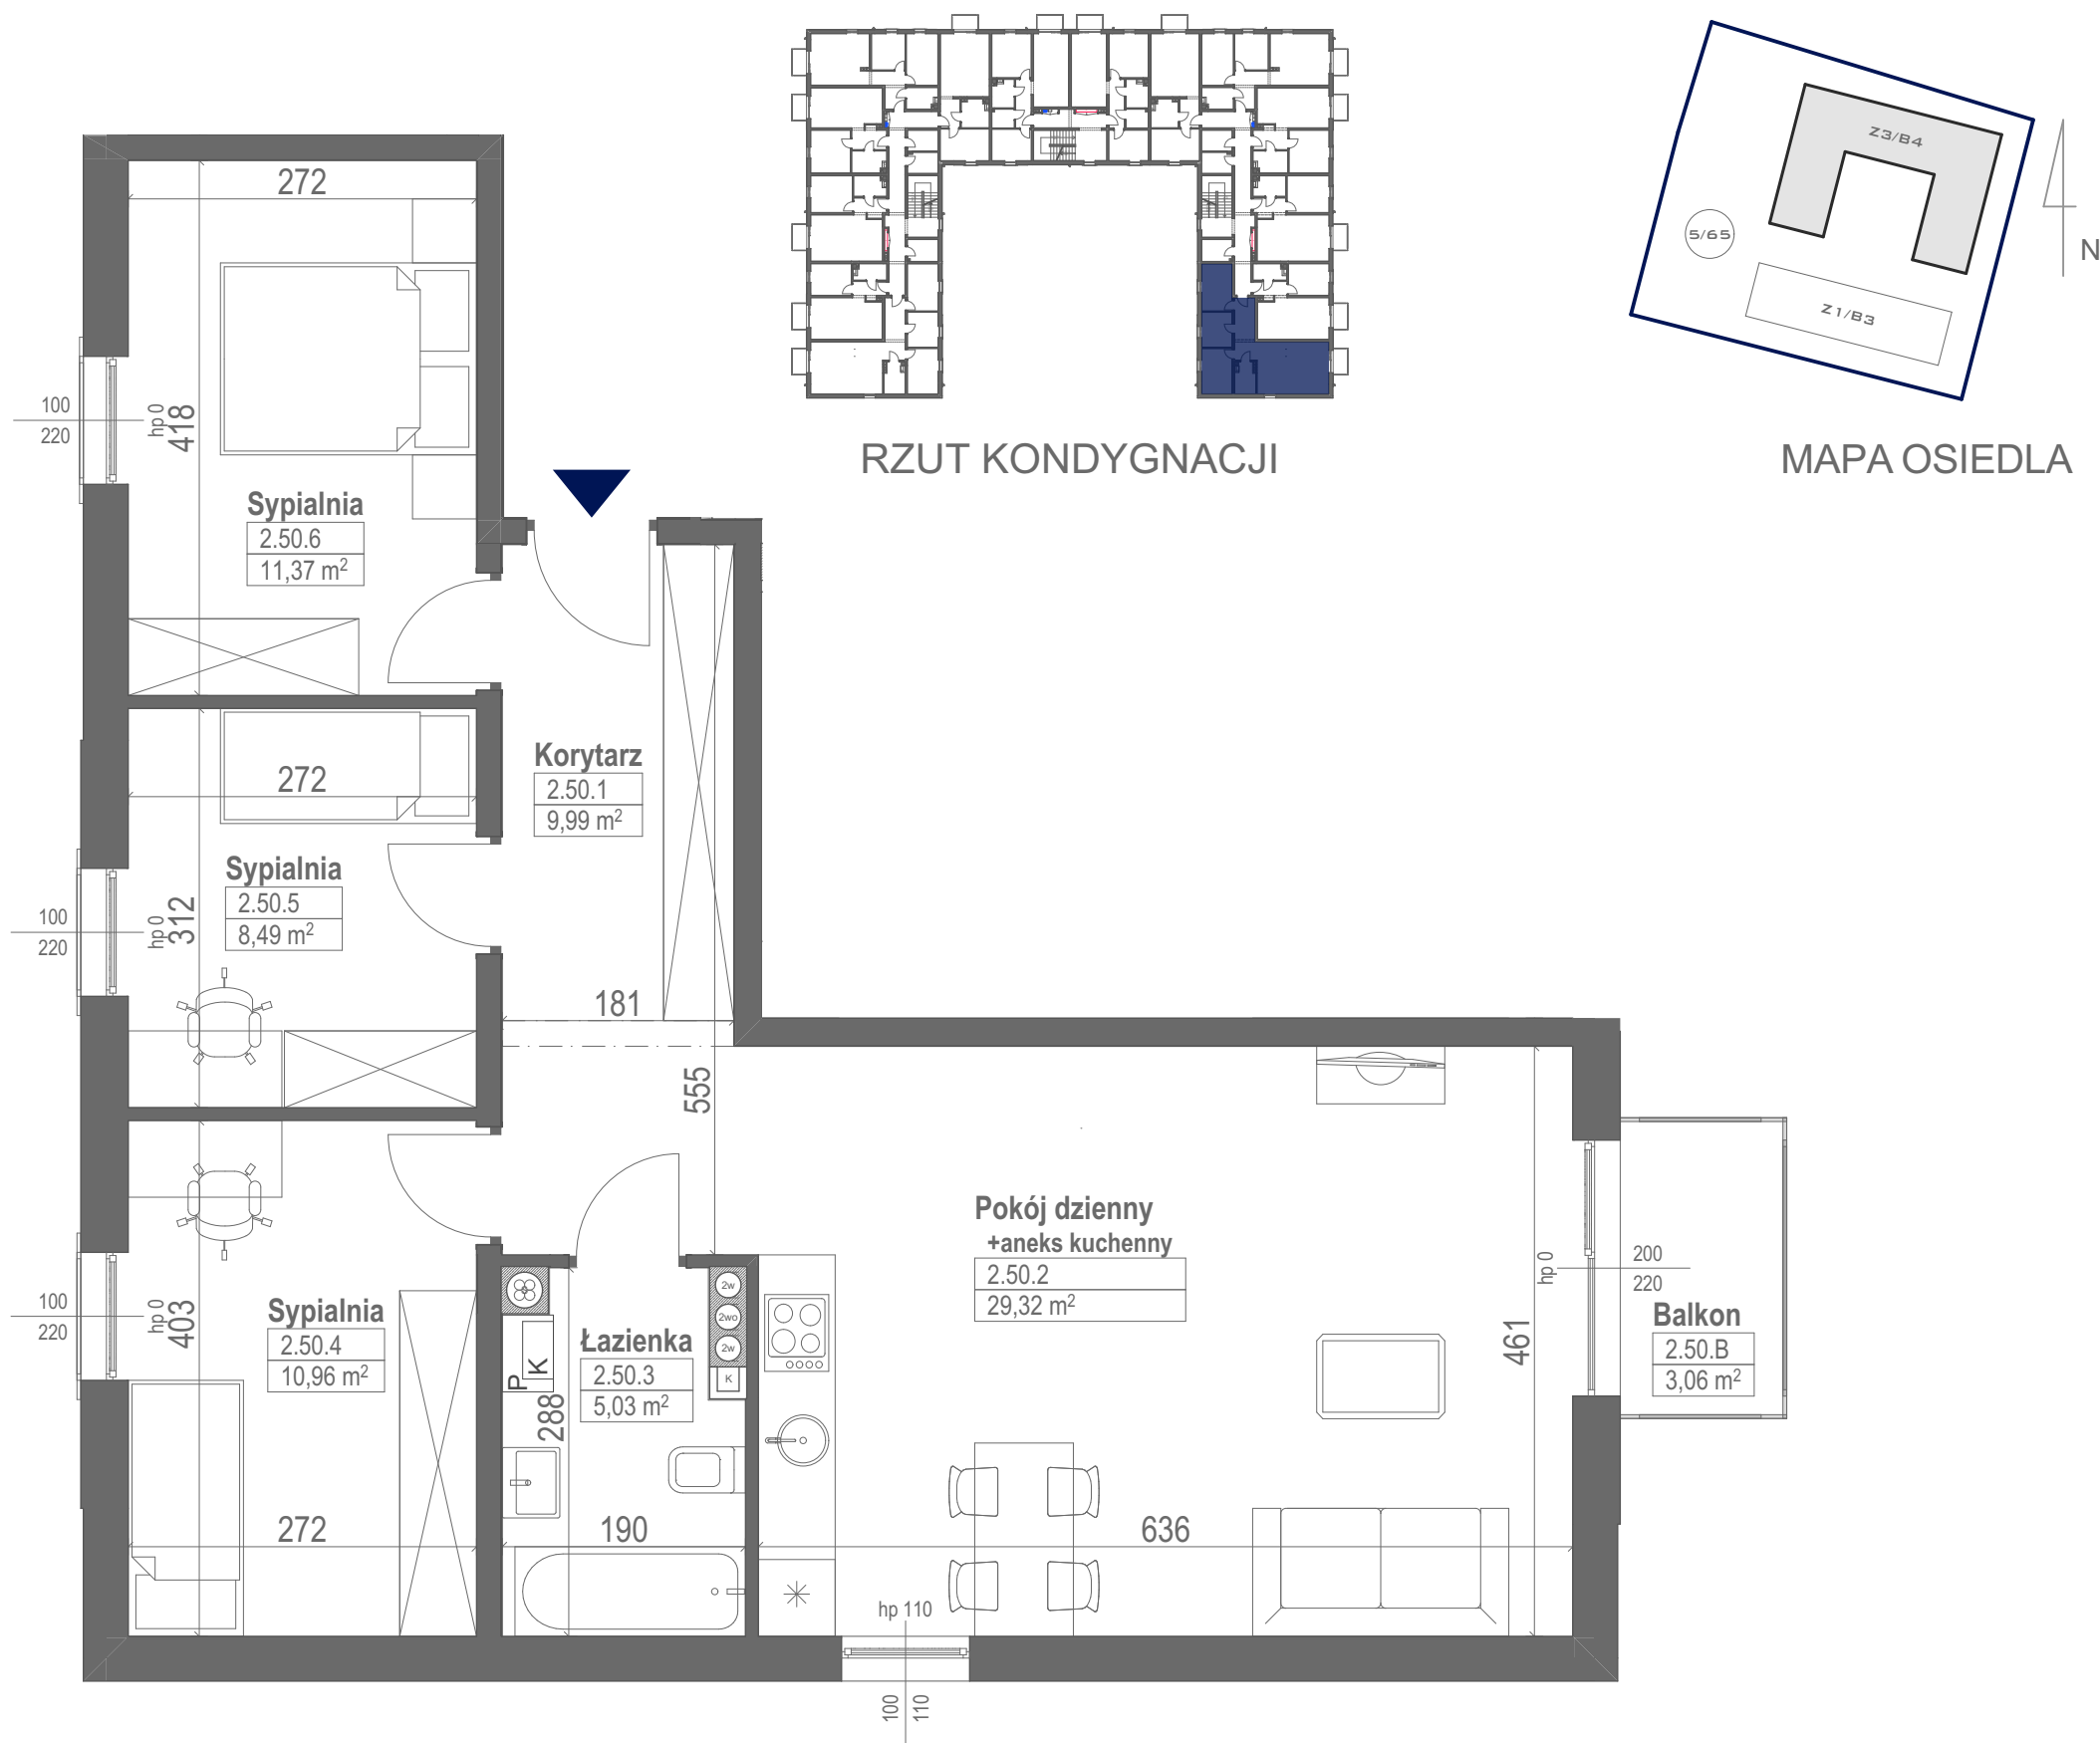 RZUT KONDYGNACJI
Z3/B4
5/65
Z1/B3
N
MAPA OSIEDLA
272
100
220
hp 0
418
Sypialnia
2.50.6
11,37 m²
272
Korytarz
2.50.1
9,99 m²
Sypialnia
2.50.5
8,49 m²
100
220
hp 0
312
181
555
Pokój dzienny
+aneks kuchenny
2.50.2
29,32 m²
hp 0
200
220
Balkon
2.50.B
3,06 m²
461
100
220
hp 0
403
Sypialnia
2.50.4
10,96 m²
Łazienka
2.50.3
5,03 m²
2w
2wo
2w
K
P
K
288
272
190
636
hp 110
100
110